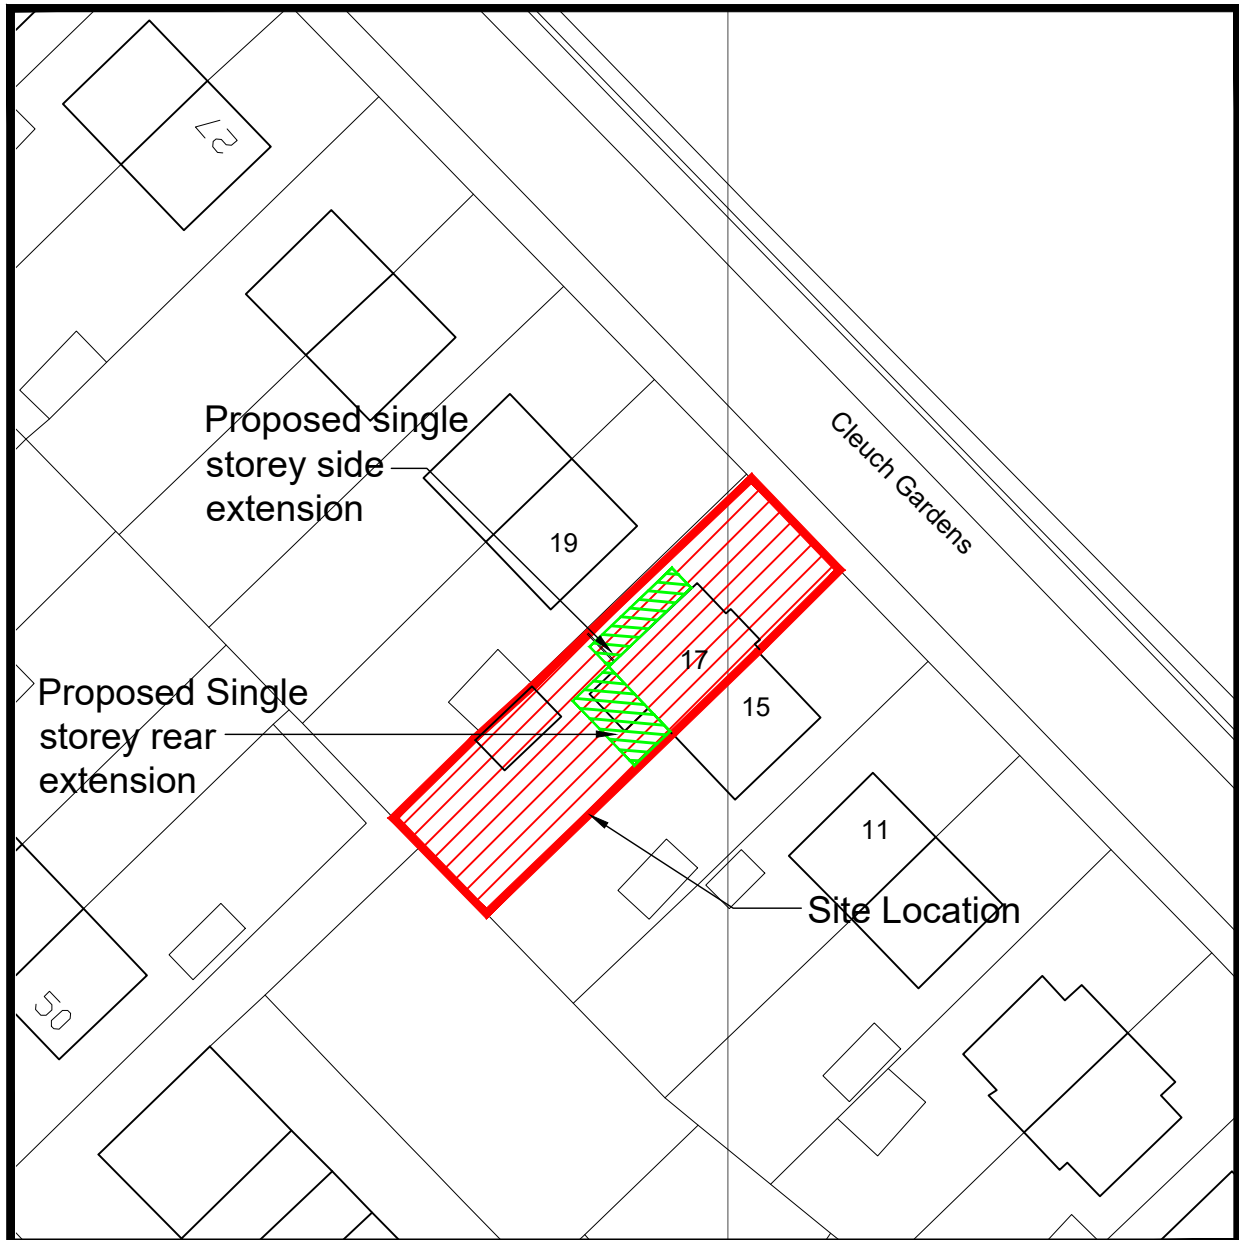 27
Proposed single
storey side
extension
Cleuch Gardens
19
17
Proposed Single
storey rear
extension
15
11
Site Location
50